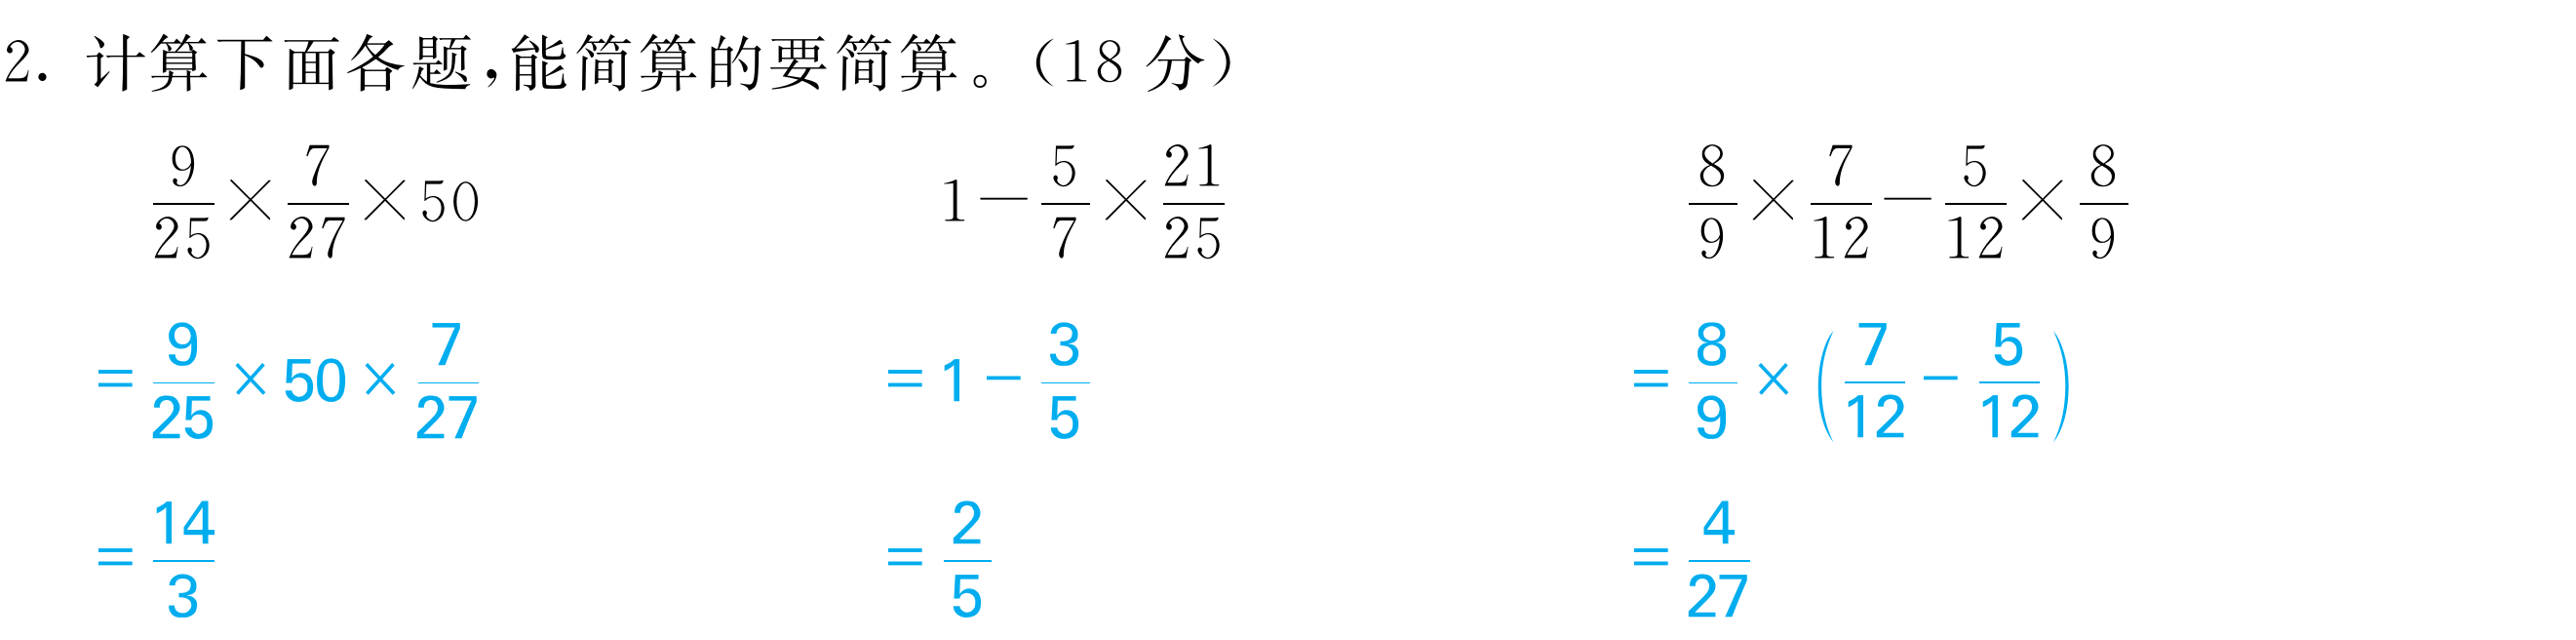 2. 计算下面各题,能简算的要简算。(18 分)
9/25 × 7/27 × 50    1 − 5/7 × 21/25    8/9 × 7/12 − 5/12 × 8/9
= 9/25 × 50 × 7/27    = 1 − 3/5    = 8/9 × (7/12 − 5/12)
= 14/3    = 2/5    = 4/27